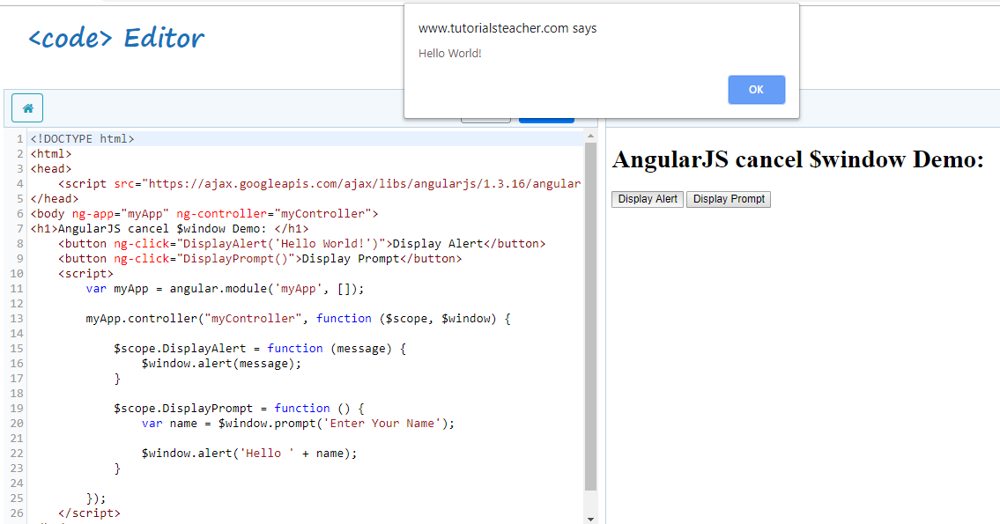 <code> Editor
www.tutorialsteacher.com says
Hello World!
OK
1 <!DOCTYPE html>
2 <html>
3 <head>
4 <script src="https://ajax.googleapis.com/ajax/libs/angularjs/1.3.16/angular
5 </head>
6 <body ng-app="myApp" ng-controller="myController">
7 <h1>AngularJS cancel $window Demo: </h1>
8 <button ng-click="DisplayAlert('Hello World!')">Display Alert</button>
9 <button ng-click="DisplayPrompt()">Display Prompt</button>
10 <script>
11 var myApp = angular.module('myApp', []);
12
13 myApp.controller("myController", function ($scope, $window) {
14
15 $scope.DisplayAlert = function (message) {
16 $window.alert(message);
17 }
18
19 $scope.DisplayPrompt = function () {
20 var name = $window.prompt('Enter Your Name');
21
22 $window.alert('Hello ' + name);
23 }
24
25 });
26 </script>
AngularJS cancel $window Demo:
Display Alert Display Prompt